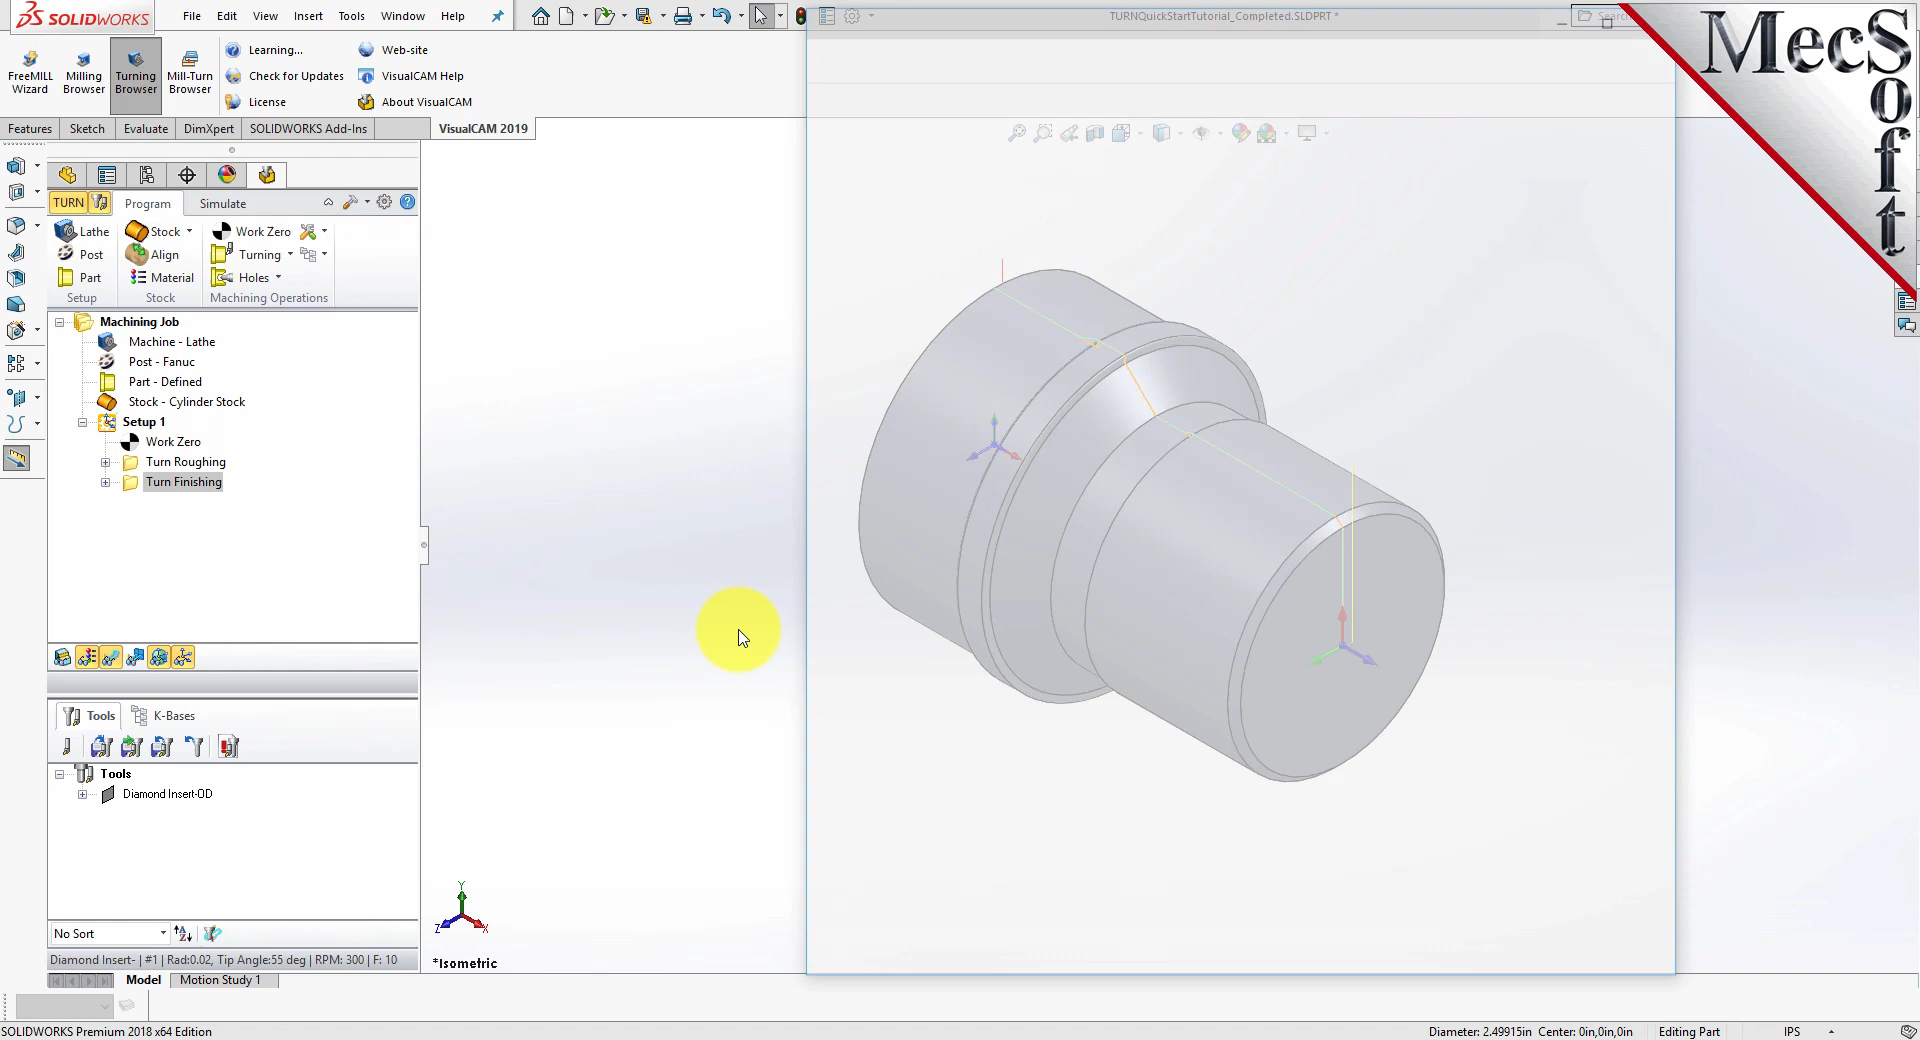 SOLIDWORKS File Edit View Insert Tools Window Help
TURNQuickStartTutorial_Completed.SLDPRT *
MecSoft
FreeMILL Wizard
Milling Browser
Turning Browser
Mill-Turn Browser
Learning...
Check for Updates
License
Web-site
VisualCAM Help
About VisualCAM
Features Sketch Evaluate DimXpert SOLIDWORKS Add-Ins VisualCAM 2019
TURN Program Simulate
Lathe Stock Work Zero
Post Align Turning
Part Material Holes
Setup Stock Machining Operations
Machining Job
Machine - Lathe
Post - Fanuc
Part - Defined
Stock - Cylinder Stock
Setup 1
Work Zero
Turn Roughing
Turn Finishing
Tools K-Bases
Tools
Diamond Insert-OD
No Sort
Diamond Insert- | #1 | Rad:0.02, Tip Angle:55 deg | RPM: 300 | F: 10
Y
Z X
*Isometric
Model Motion Study 1
SOLIDWORKS Premium 2018 x64 Edition
Diameter: 2.49915in Center: 0in,0in,0in Editing Part IPS